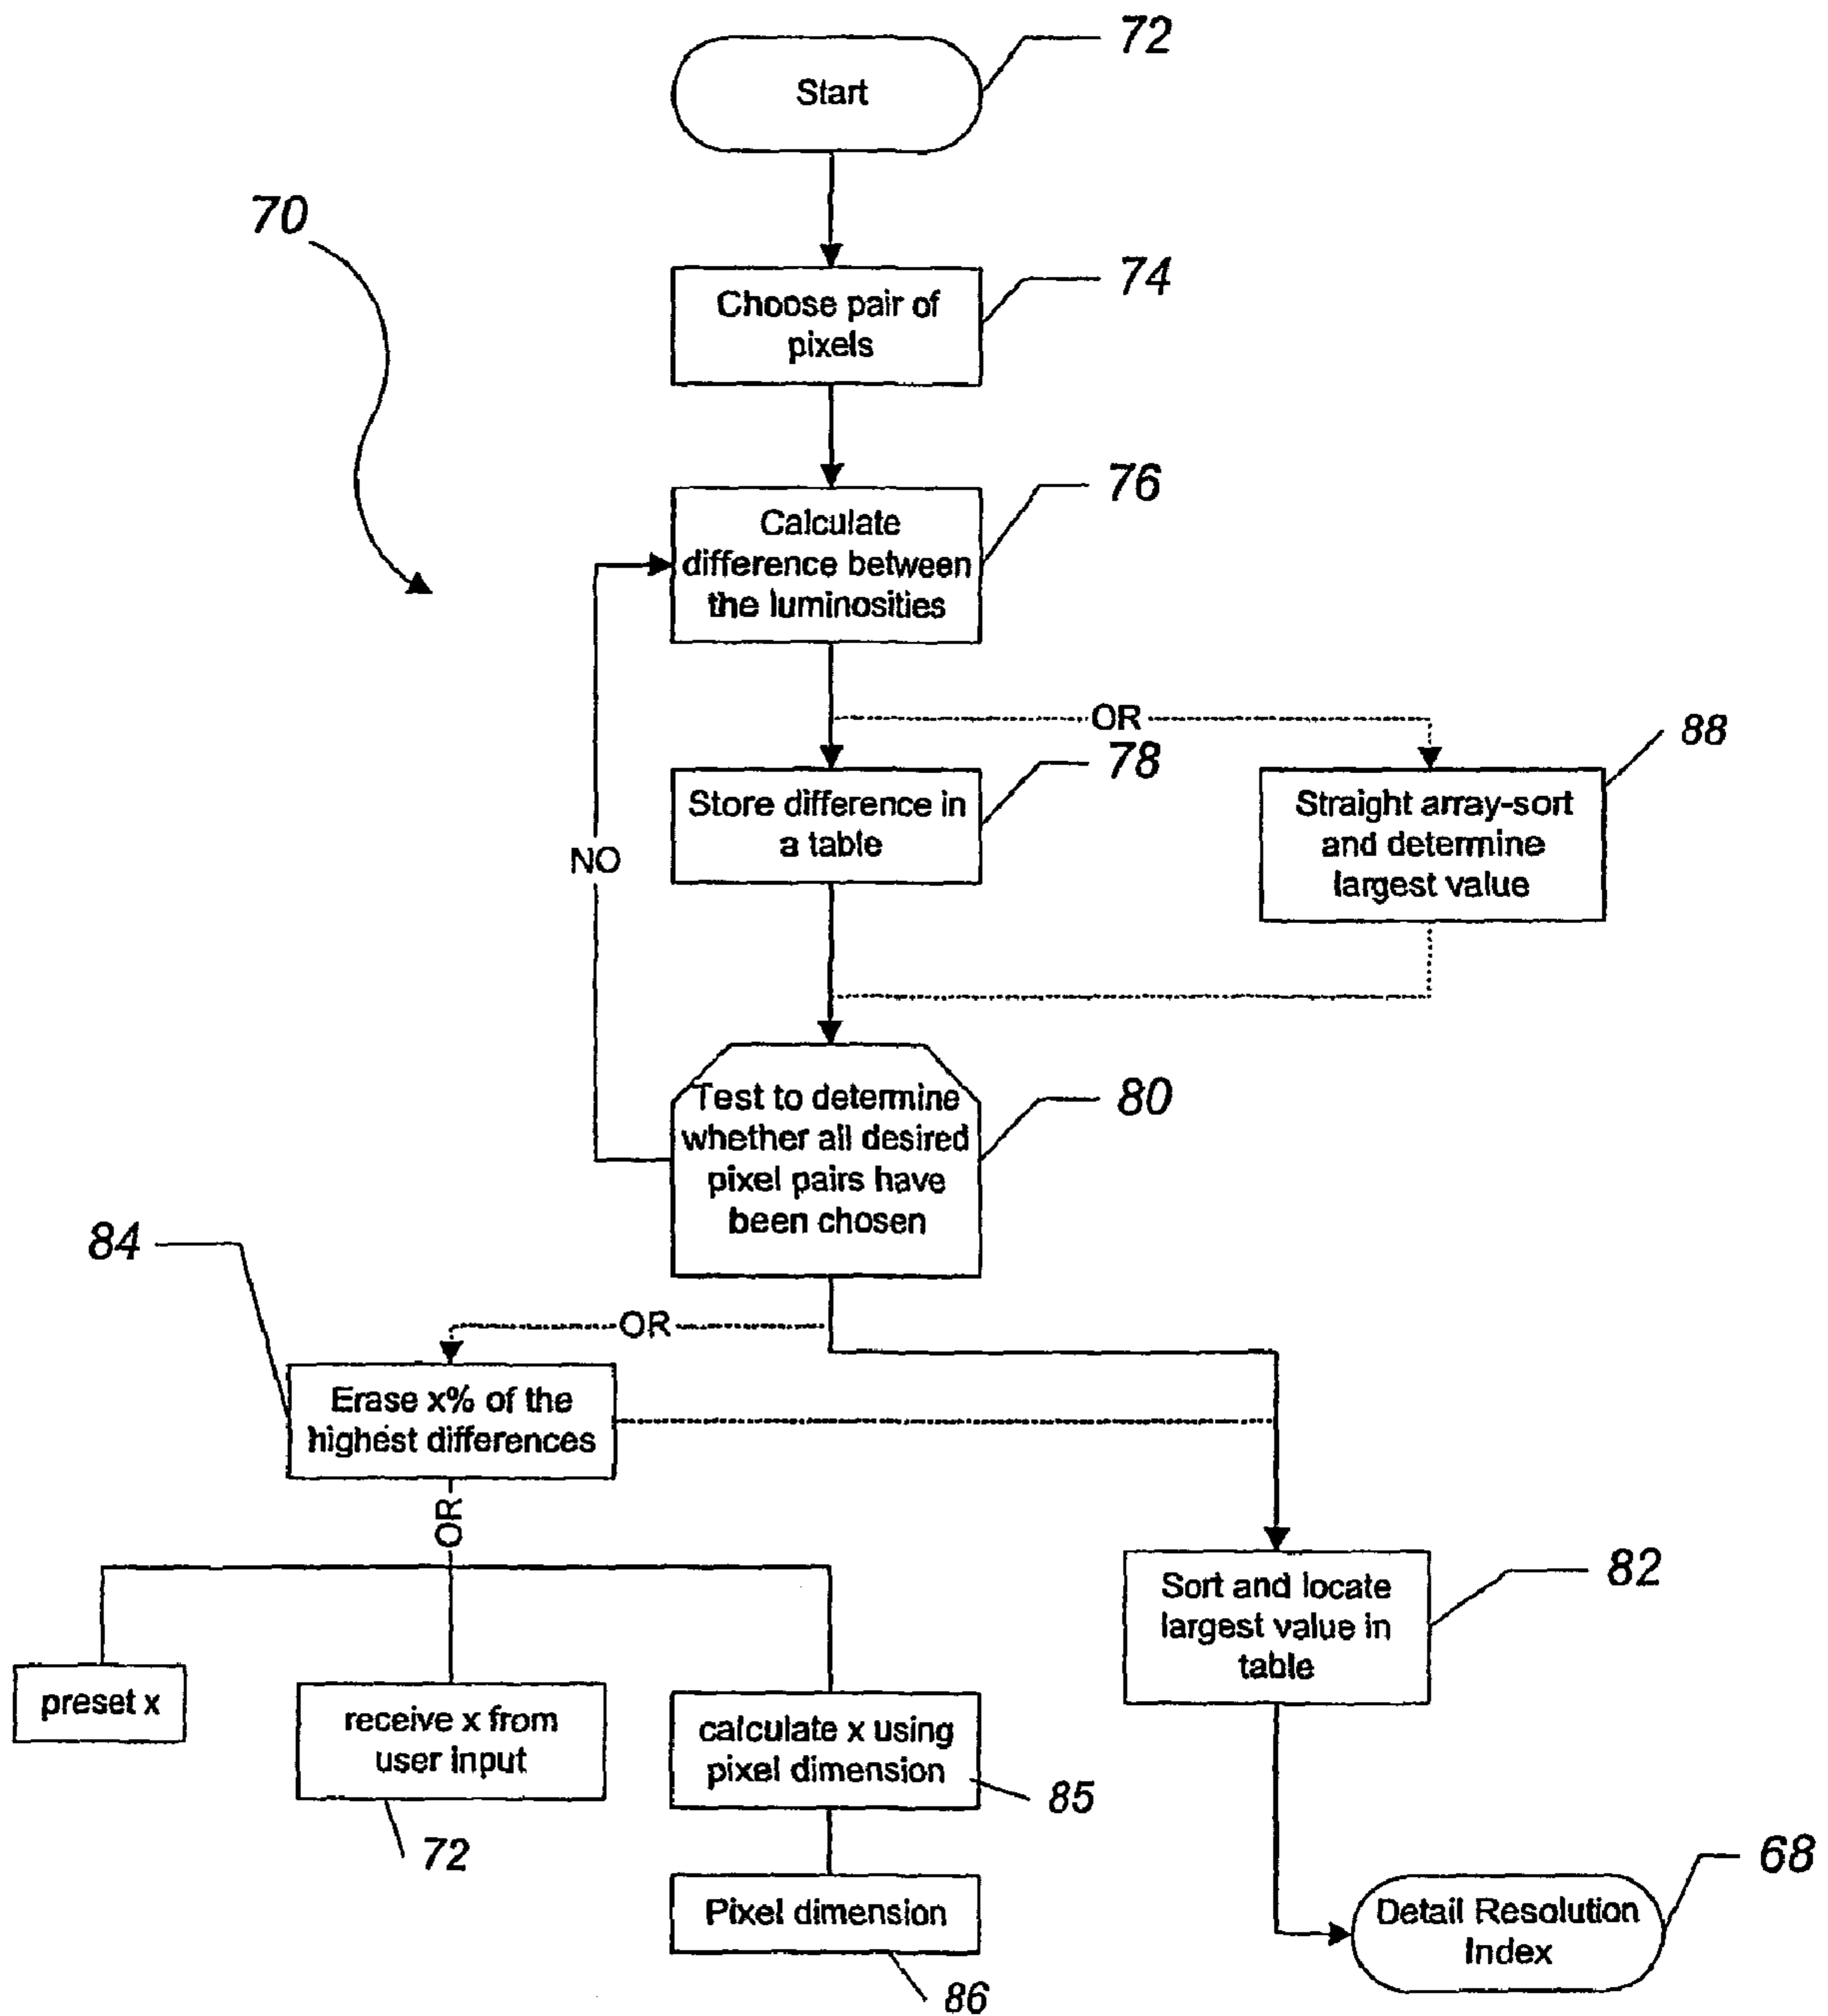 72
Start
70
74
Choose pair of
pixels
76
Calculate
difference between
the luminosities
OR
88
78
Store difference in
a table
Straight array-sort
and determine
largest value
NO
80
Test to determine
whether all desired
pixel pairs have
been chosen
84
OR
Erase x% of the
highest differences
OR
82
Sort and locate
largest value in
table
preset x
receive x from
user input
72
calculate x using
pixel dimension
85
68
Pixel dimension
86
Detail Resolution
Index